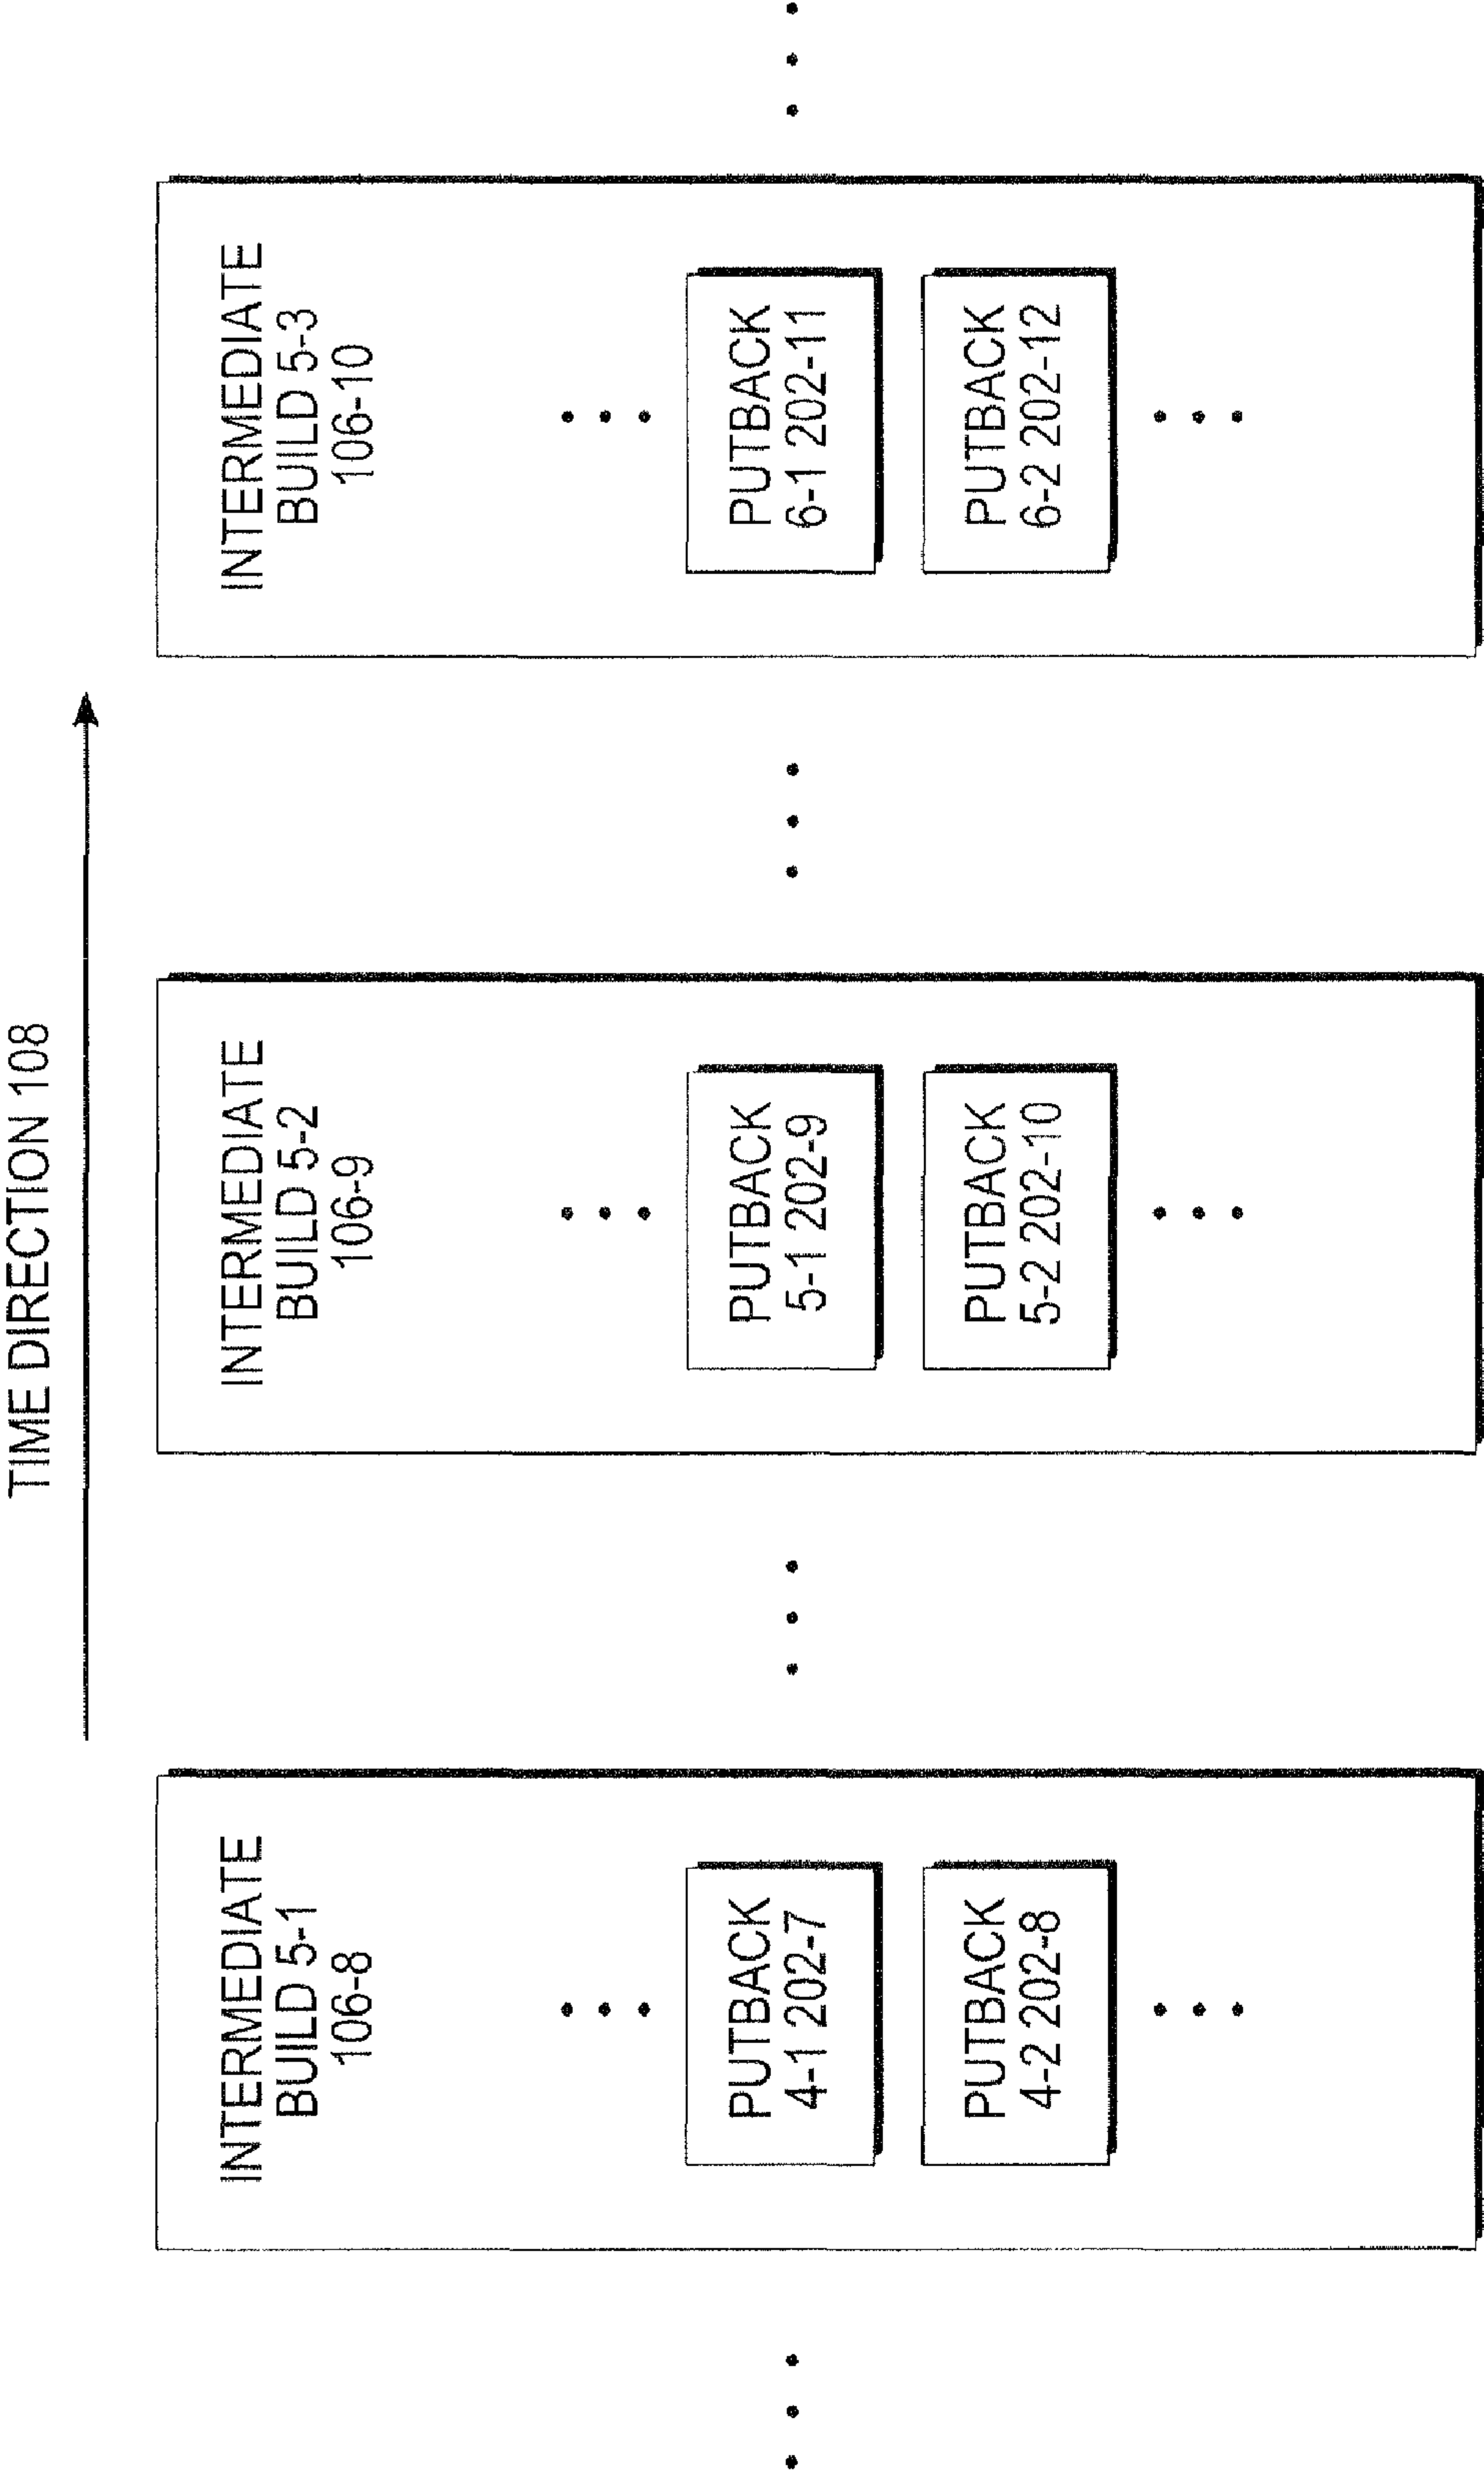 TIME DIRECTION 108
INTERMEDIATE
BUILD 5-1
106-8
PUTBACK
4-1 202-7
PUTBACK
4-2 202-8
INTERMEDIATE
BUILD 5-2
106-9
PUTBACK
5-1 202-9
PUTBACK
5-2 202-10
INTERMEDIATE
BUILD 5-3
106-10
PUTBACK
6-1 202-11
PUTBACK
6-2 202-12